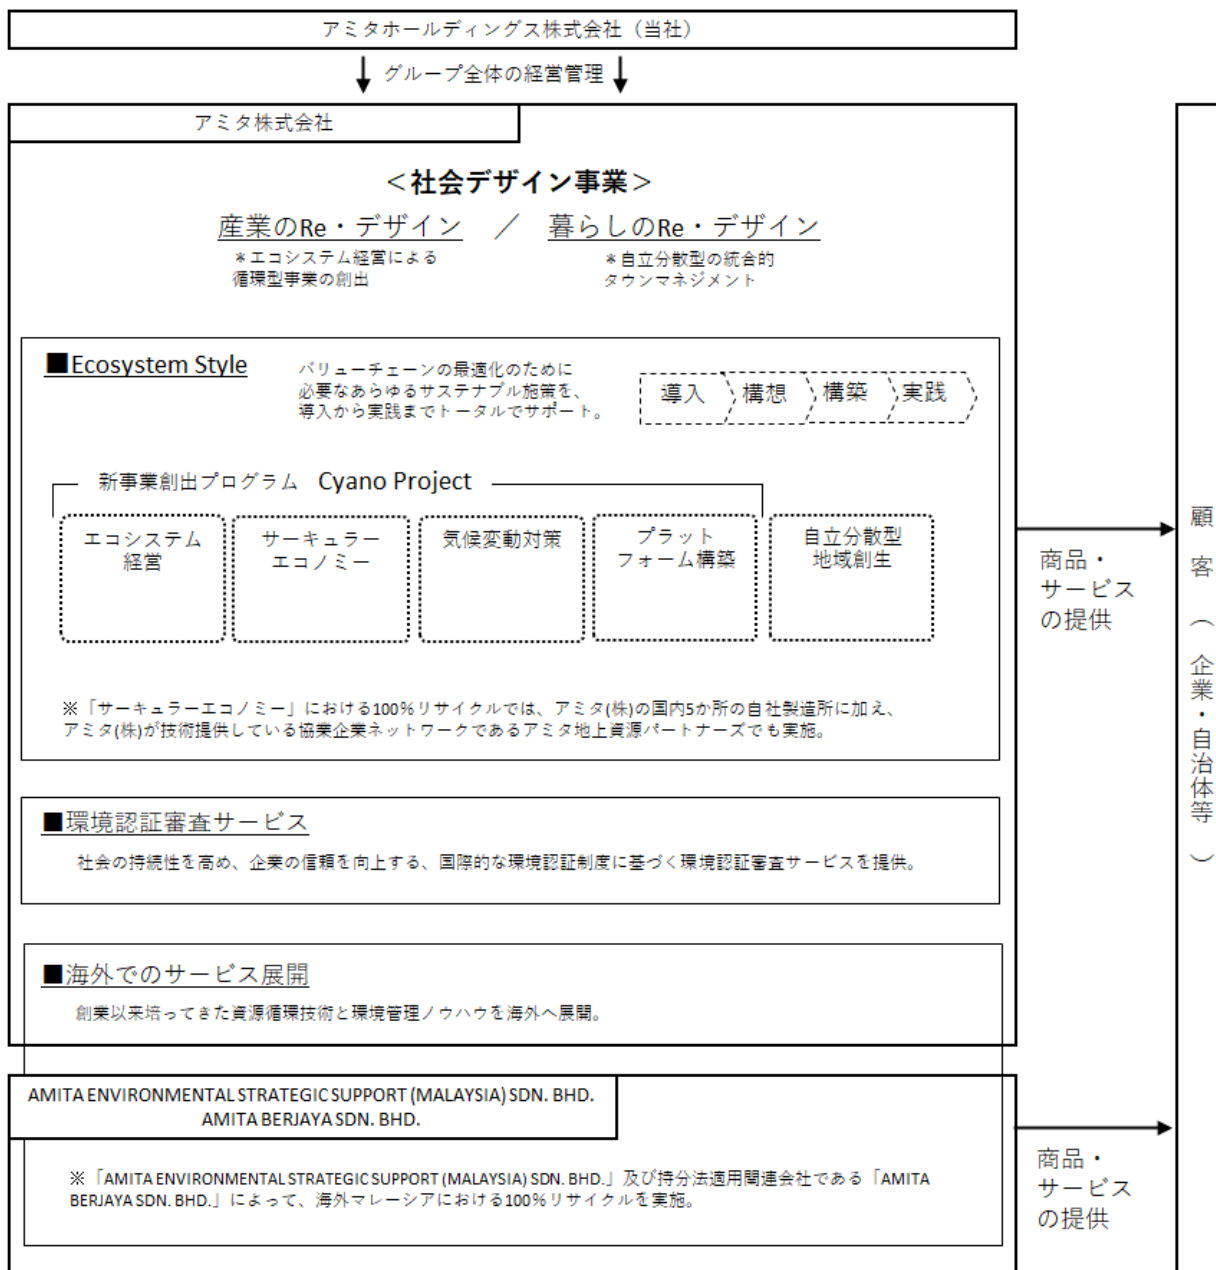 アミタホールディングス株式会社（当社）
グループ全体の経営管理
アミタ株式会社
＜社会デザイン事業＞
産業のRe・デザイン ／ 暮らしのRe・デザイン
＊エコシステム経営による
循環型事業の創出
＊自立分散型の統合的
タウンマネジメント
■Ecosystem Style
バリューチェーンの最適化のために
必要なあらゆるサステナブル施策を、
導入から実践までトータルでサポート。
導入 構想 構築 実践
新事業創出プログラム Cyano Project
エコシステム
経営
サーキュラー
エコノミー
気候変動対策
プラット
フォーム構築
自立分散型
地域創生
※「サーキュラーエコノミー」における100%リサイクルでは、アミタ(株)の国内5か所の自社製造所に加え、
アミタ(株)が技術提供している協業企業ネットワークであるアミタ地上資源パートナーズでも実施。
■環境認証審査サービス
社会の持続性を高め、企業の信頼を向上する、国際的な環境認証制度に基づく環境認証審査サービスを提供。
■海外でのサービス展開
創業以来培ってきた資源循環技術と環境管理ノウハウを海外へ展開。
AMITA ENVIRONMENTAL STRATEGIC SUPPORT (MALAYSIA) SDN. BHD.
AMITA BERJAYA SDN. BHD.
※「AMITA ENVIRONMENTAL STRATEGIC SUPPORT (MALAYSIA) SDN. BHD.」及び持分法適用関連会社である「AMITA
BERJAYA SDN. BHD.」によって、海外マレーシアにおける100%リサイクルを実施。
商品・
サービス
の提供
商品・
サービス
の提供
顧客（企業・自治体等）